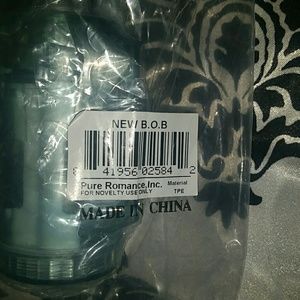 NEW B.O.B
8 41956 02584 2
Pure Romance,Inc. Material
FOR NOVELTY USE ONLY TPE
MADE IN CHINA